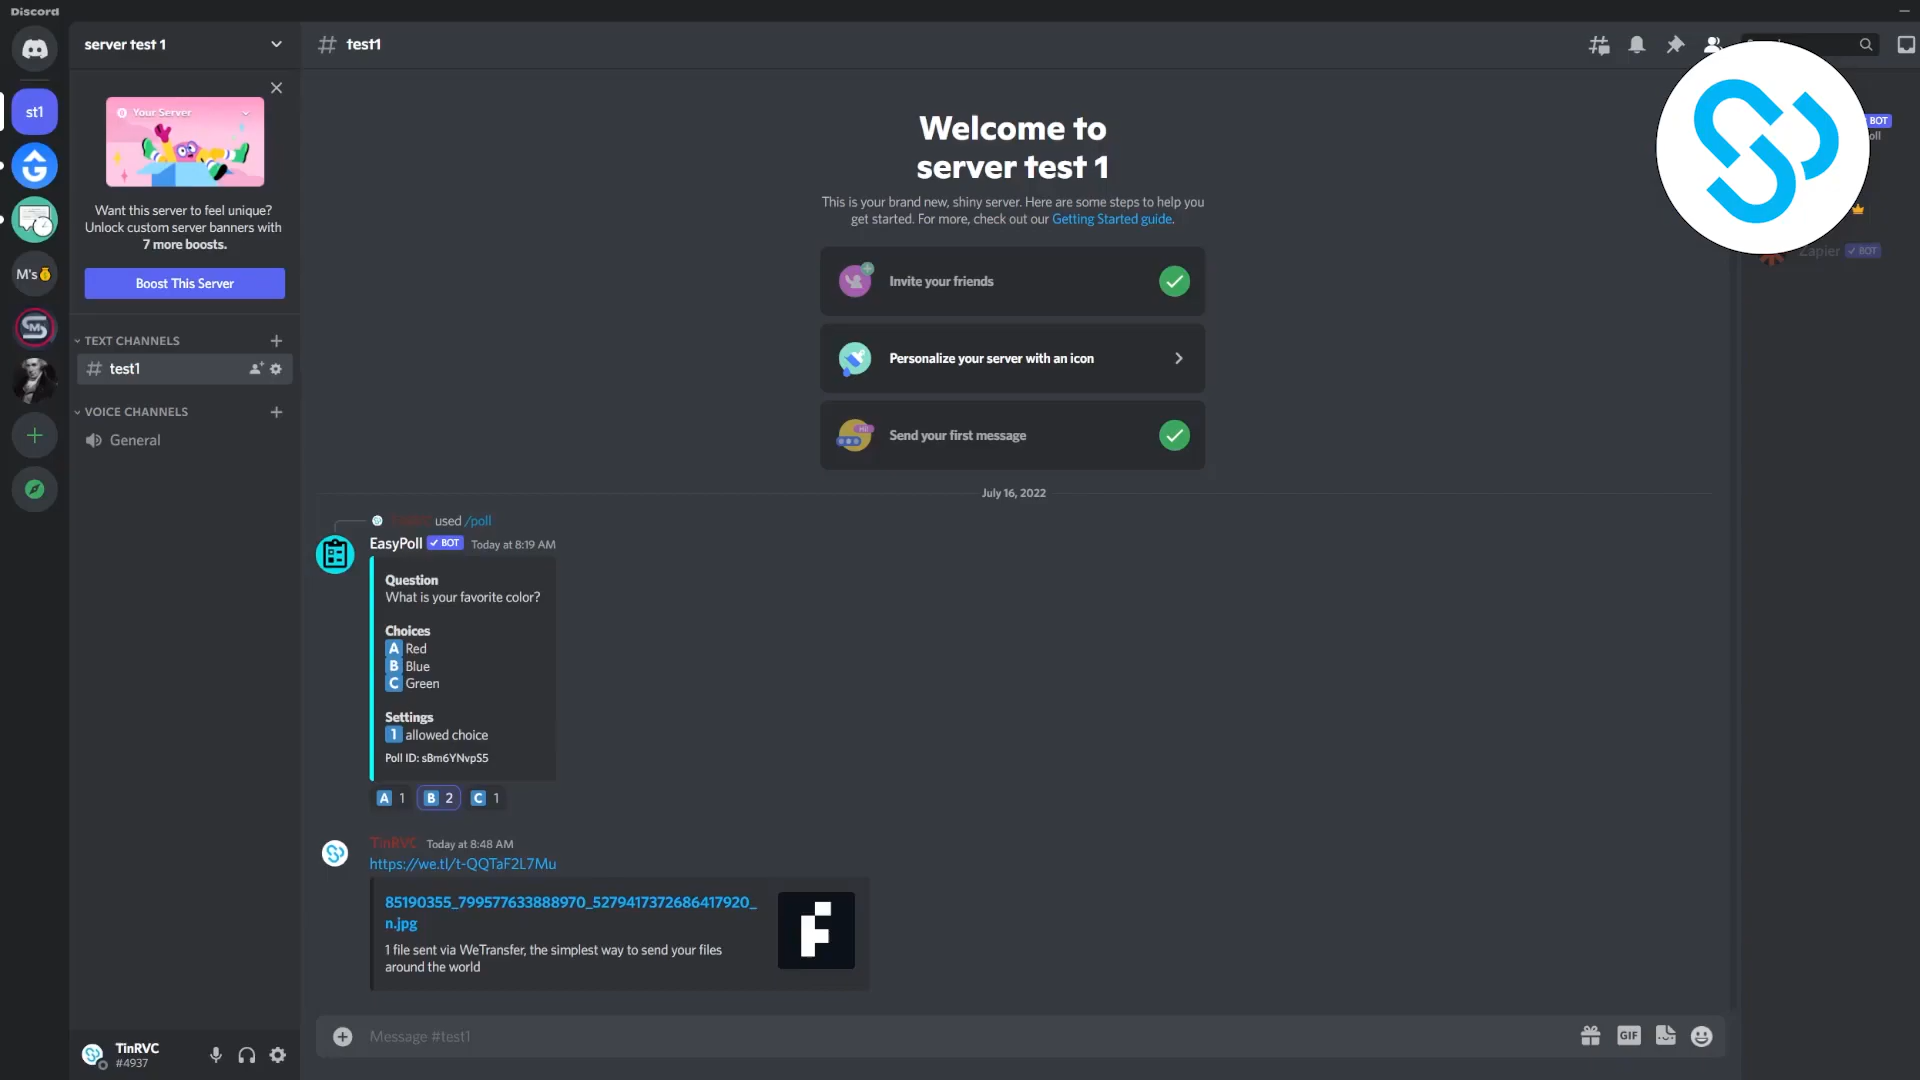 Discord
server test 1
# test1
st1
Your Server
Want this server to feel unique?
Unlock custom server banners with
7 more boosts.
Boost This Server
M's
TEXT CHANNELS
test1
VOICE CHANNELS
General
Welcome to
server test 1
This is your brand new, shiny server. Here are some steps to help you
get started. For more, check out our Getting Started guide.
Invite your friends
Personalize your server with an icon
Send your first message
July 16, 2022
TinRVC used /poll
EasyPoll BOT Today at 8:19 AM
Question
What is your favorite color?
Choices
A Red
B Blue
C Green
Settings
1 allowed choice
Poll ID: sBm6YNvpS5
A 1 B 2 C 1
TinRVC Today at 8:48 AM
https://we.tl/t-QQTaF2L7Mu
85190355_799577633888970_5279417372686417920_
n.jpg
1 file sent via WeTransfer, the simplest way to send your files
around the world
F
Message #test1
GIF
TinRVC
#4937
BOT
Zapier BOT